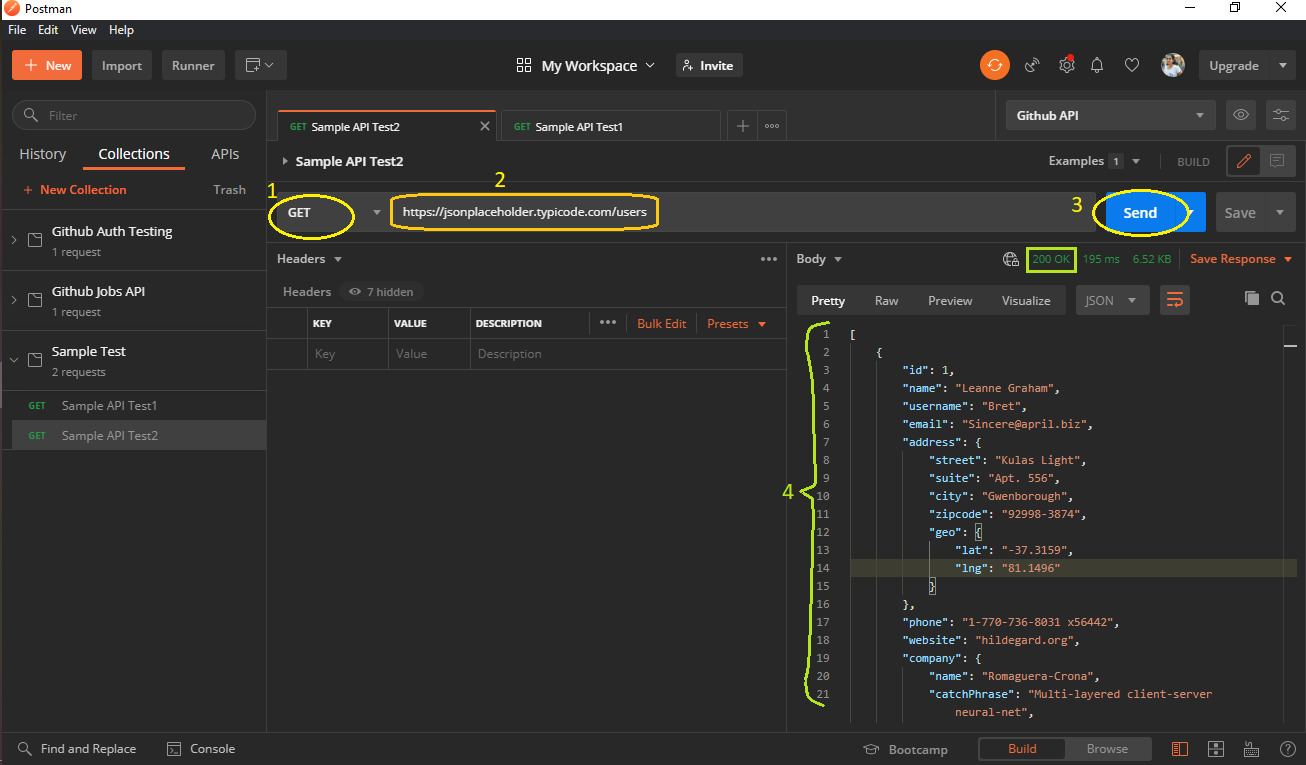 Postman
File Edit View Help
+ New Import Runner My Workspace Invite Upgrade
Filter
GET Sample API Test2 GET Sample API Test1
Github API
History Collections APIs
Sample API Test2
Examples 1 BUILD
+ New Collection Trash
1 2 3
GET https://jsonplaceholder.typicode.com/users Send Save
Github Auth Testing
1 request
Github Jobs API
1 request
Sample Test
2 requests
GET Sample API Test1
GET Sample API Test2
Headers
Headers 7 hidden
KEY VALUE DESCRIPTION Bulk Edit Presets
Key Value Description
Body 200 OK 195 ms 6.52 KB Save Response
Pretty Raw Preview Visualize JSON
4
1 [
2 {
3 "id": 1,
4 "name": "Leanne Graham",
5 "username": "Bret",
6 "email": "Sincere@april.biz",
7 "address": {
8 "street": "Kulas Light",
9 "suite": "Apt. 556",
10 "city": "Gwenborough",
11 "zipcode": "92998-3874",
12 "geo": {
13 "lat": "-37.3159",
14 "lng": "81.1496"
15 }
16 },
17 "phone": "1-770-736-8031 x56442",
18 "website": "hildegard.org",
19 "company": {
20 "name": "Romaguera-Crona",
21 "catchPhrase": "Multi-layered client-server
neural-net",
Find and Replace Console Bootcamp Build Browse